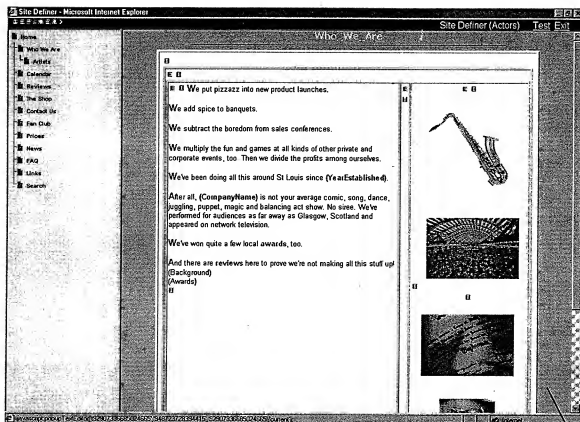 Site Definer - Microsoft Internet Explorer
Site Definer (Actors) Test Exit
Home
Who We Are
Artists
Calendar
Reviews
The Shop
Contact Us
Fan Club
Prices
News
FAQ
Links
Search
Who_We_Are
We put pizzazz into new product launches.
We add spice to banquets.
We subtract the boredom from sales conferences.
We multiply the fun and games at all kinds of other private and
corporate events, too. Then we divide the profits among ourselves.
We've been doing all this around St Louis since (YearEstablished).
After all, (CompanyName) is not your average comic, song, dance,
juggling, puppet, magic and balancing act show. No siree. We've
performed for audiences as far away as Glasgow, Scotland and
appeared on network television.
We've won quite a few local awards, too.
And there are reviews here to prove we're not making all this stuff up!
(Background)
(Awards)